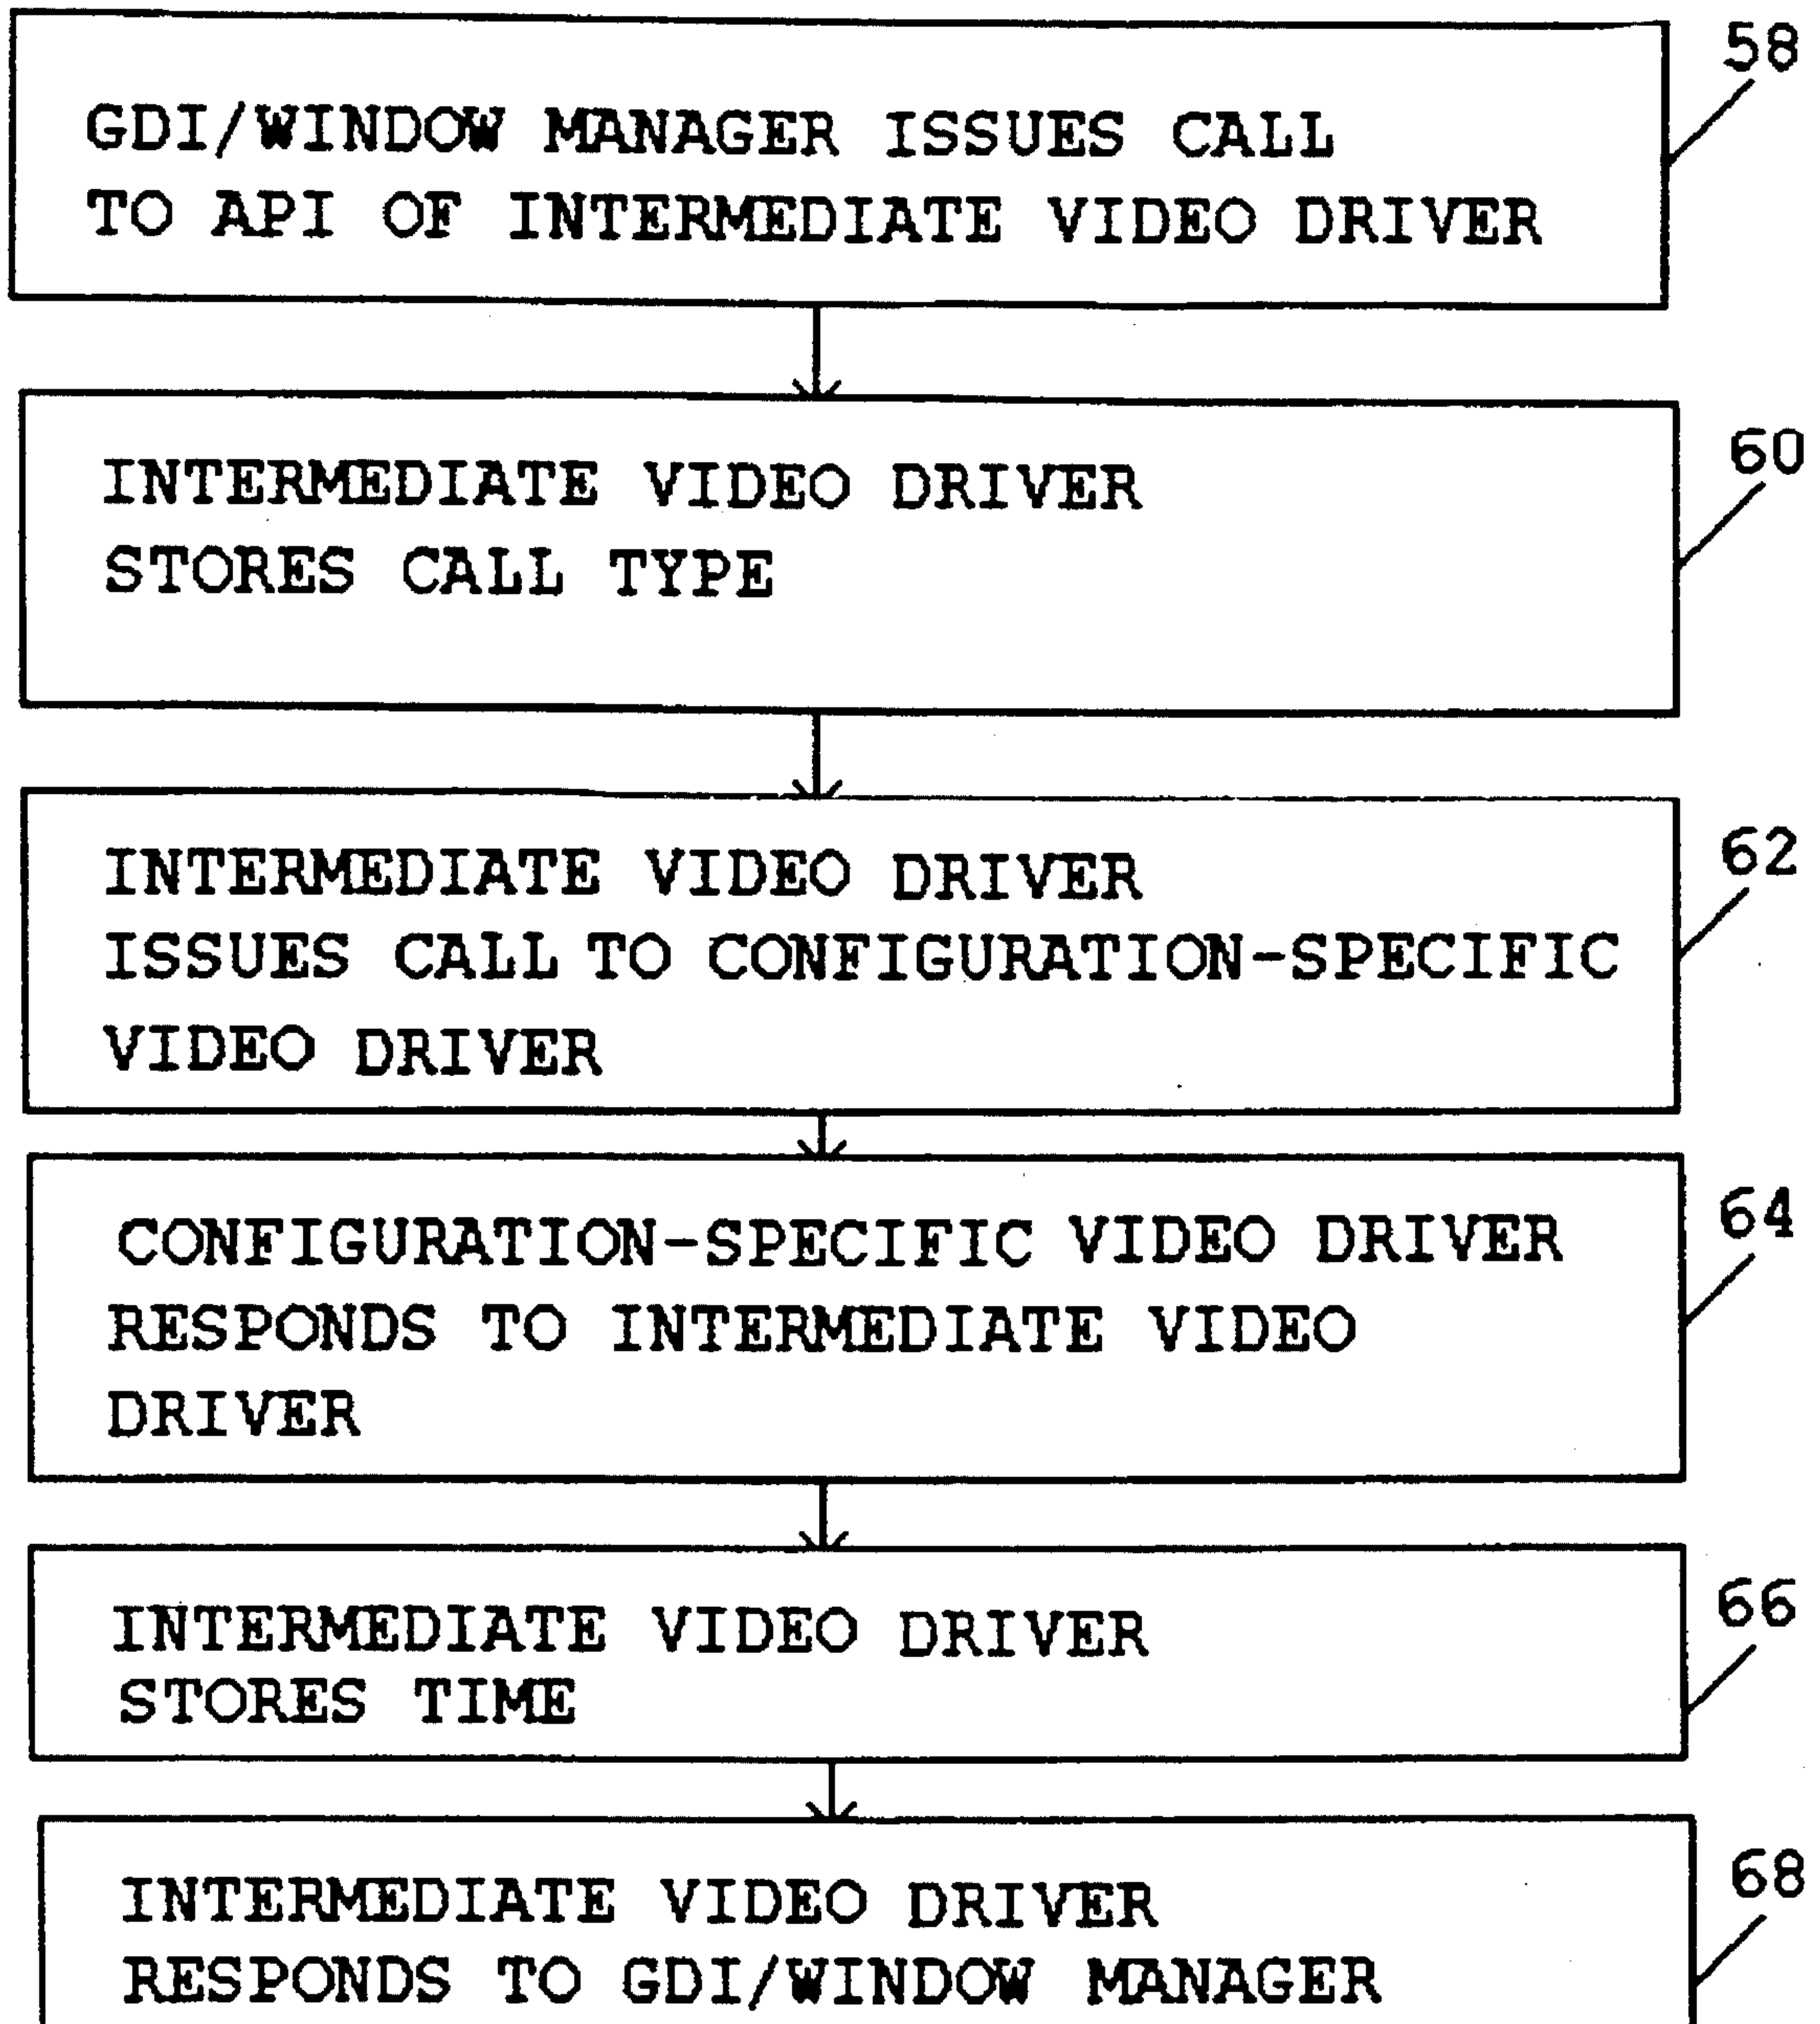 58
GDI/WINDOW MANAGER ISSUES CALL
TO API OF INTERMEDIATE VIDEO DRIVER
60
INTERMEDIATE VIDEO DRIVER
STORES CALL TYPE
62
INTERMEDIATE VIDEO DRIVER
ISSUES CALL TO CONFIGURATION-SPECIFIC
VIDEO DRIVER
64
CONFIGURATION-SPECIFIC VIDEO DRIVER
RESPONDS TO INTERMEDIATE VIDEO
DRIVER
66
INTERMEDIATE VIDEO DRIVER
STORES TIME
68
INTERMEDIATE VIDEO DRIVER
RESPONDS TO GDI/WINDOW MANAGER